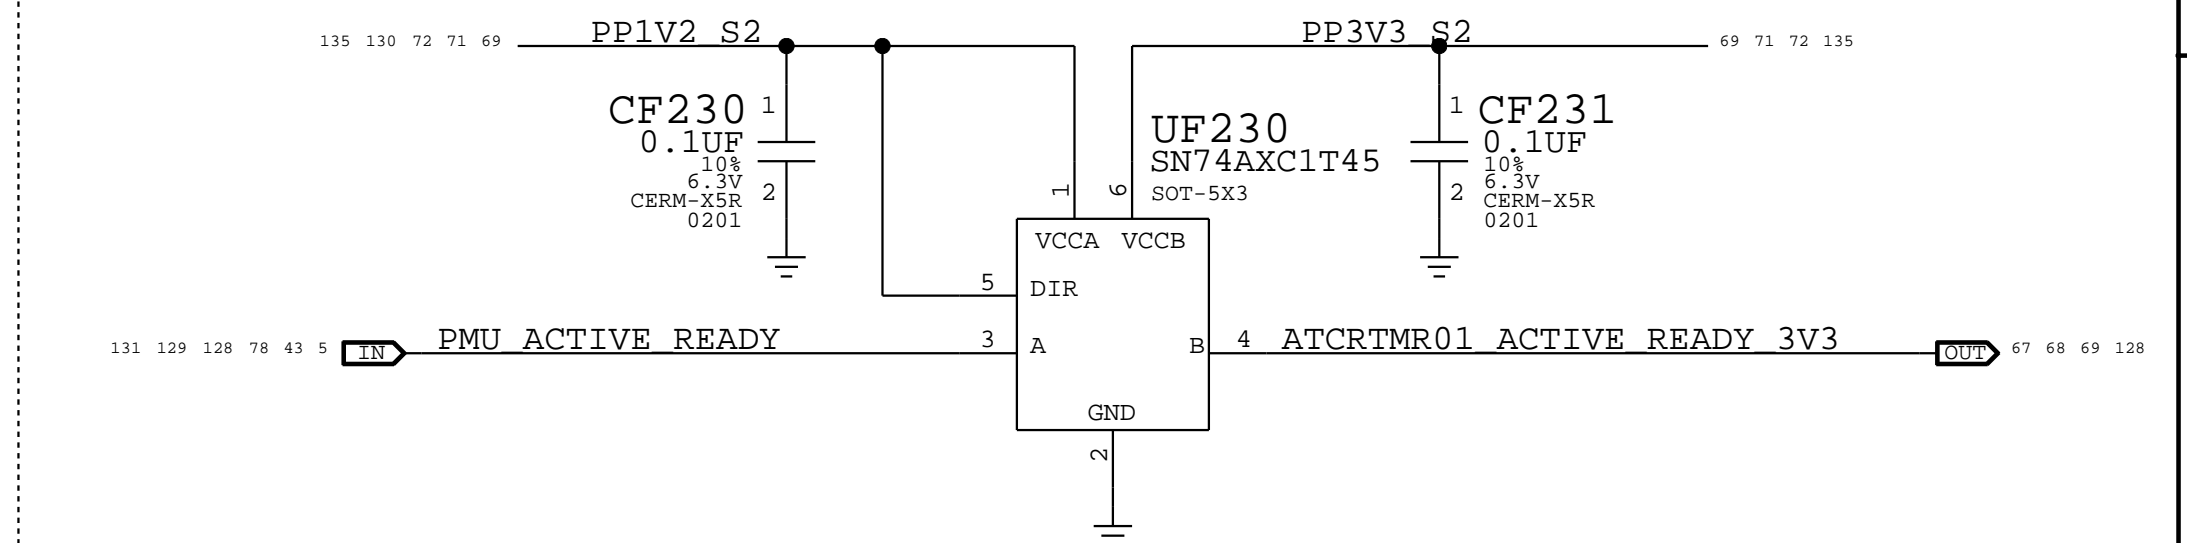 PP1V2_S2
PP3V3_S2
135 130 72 71 69
69 71 72 135
CF230
1
0.1UF
10%
6.3V
2
CERM-X5R
0201
1
6
UF230
SN74AXC1T45
SOT-5X3
1
CF231
0.1UF
10%
6.3V
2
CERM-X5R
0201
VCCA VCCB
5
DIR
131 129 128 78 43 5
IN
PMU_ACTIVE_READY
3
A
B
4
ATCRTMR01_ACTIVE_READY_3V3
OUT
67 68 69 128
GND
2